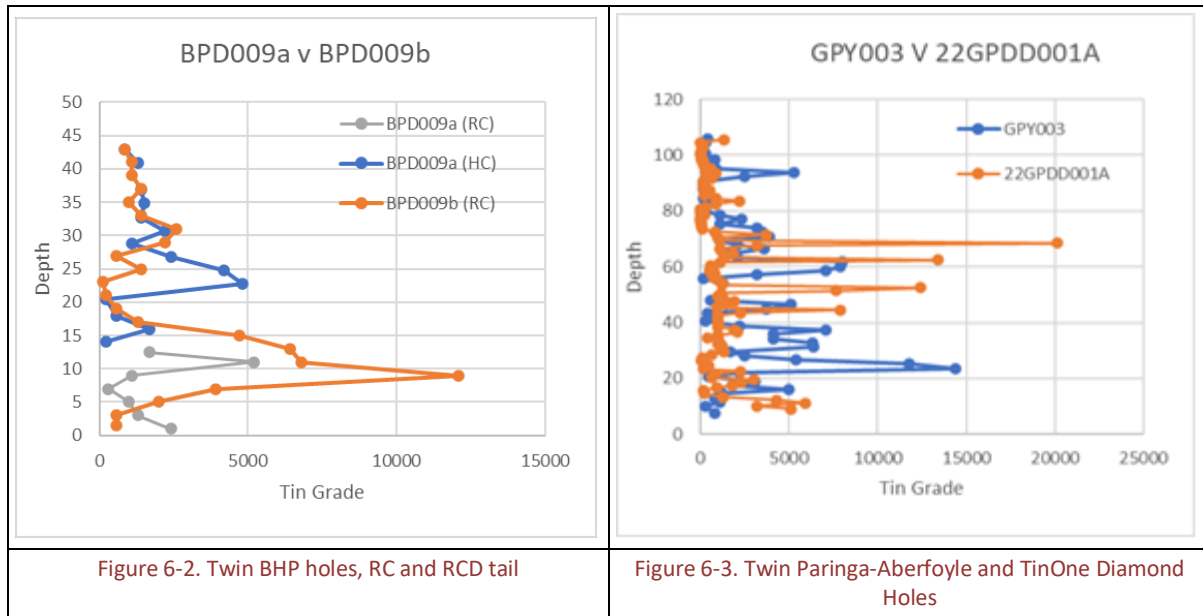 BPD009a v BPD009b
50
45
40
35
30
25
20
15
10
5
0
Depth
BPD009a (RC)
BPD009a (HC)
BPD009b (RC)
0 5000 10000 15000
Tin Grade
GPY003 V 22GPDD001A
120
100
80
60
40
20
0
Depth
GPY003
22GPDD001A
0 5000 10000 15000 20000 25000
Tin Grade
Figure 6-2. Twin BHP holes, RC and RCD tail
Figure 6-3. Twin Paringa-Aberfoyle and TinOne Diamond
Holes